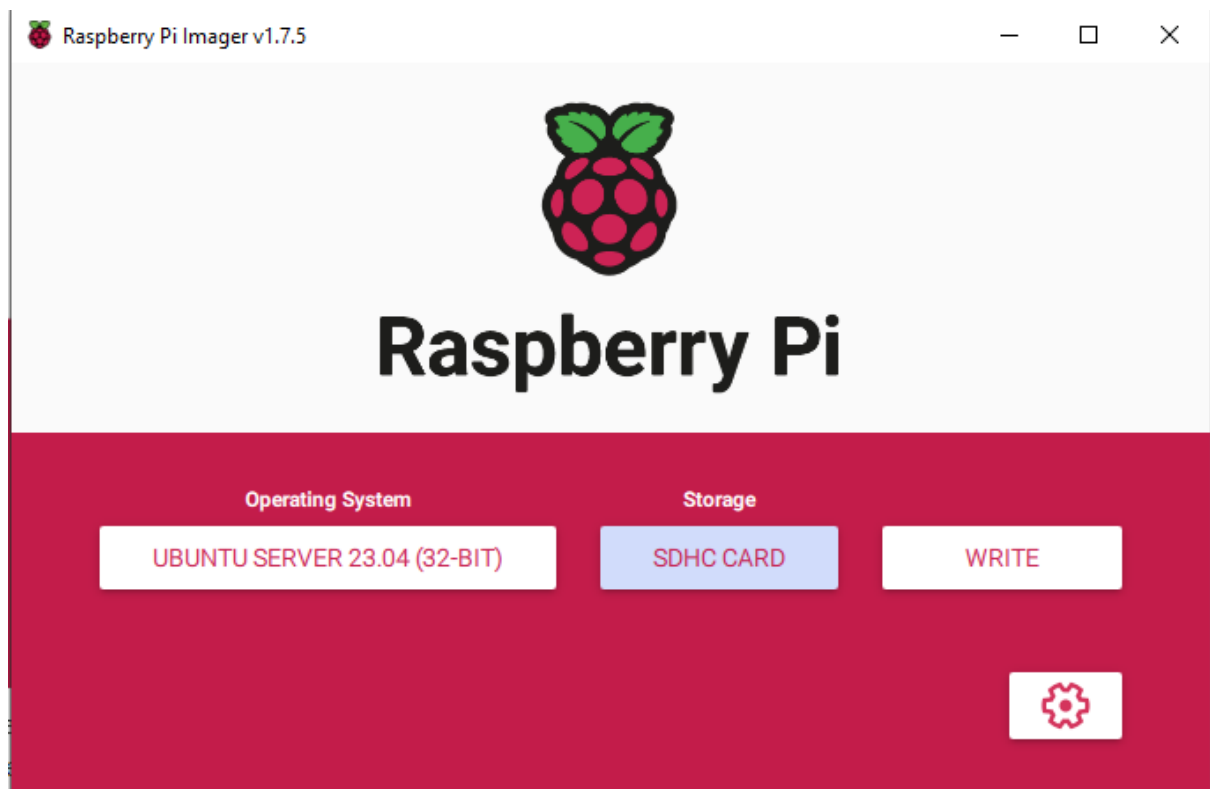 Raspberry Pi Imager v1.7.5
Raspberry Pi
Operating System Storage
UBUNTU SERVER 23.04 (32-BIT) SDHC CARD WRITE